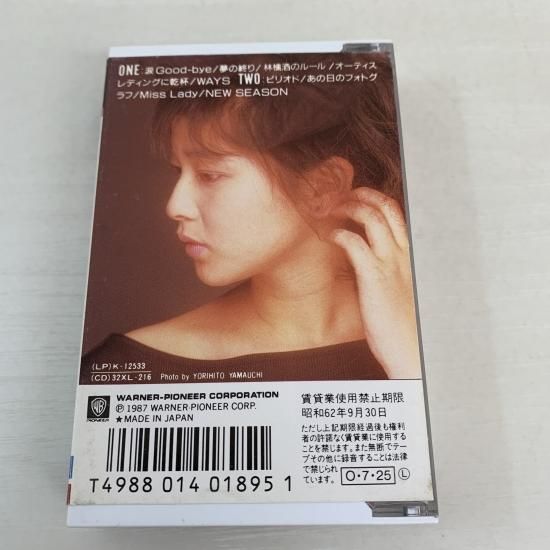 ONE:涙Good-bye/夢の終り/林檎酒のルール/オーティス
レディングに乾杯/WAYS TWO:ピリオド/あの日のフォトグ
ラフ/Miss Lady/NEW SEASON
(LP)K-12533
(CD)32XL-216 Photo by YORIHITO YAMAUCHI
WB
PIONEER
WARNER-PIONEER CORPORATION
Ⓟ 1987 WARNER-PIONEER CORP.
★ MADE IN JAPAN
T4988 014 01895 1
賃貸業使用禁止期限
昭和62年9月30日
ただし上記期限経過後も権利
者の許諾なく賃貸業に使用す
ることを禁じます。また無断でテー
プその他に録音することは法律
で禁じられ
ています。
O・7・25 Ⓛ